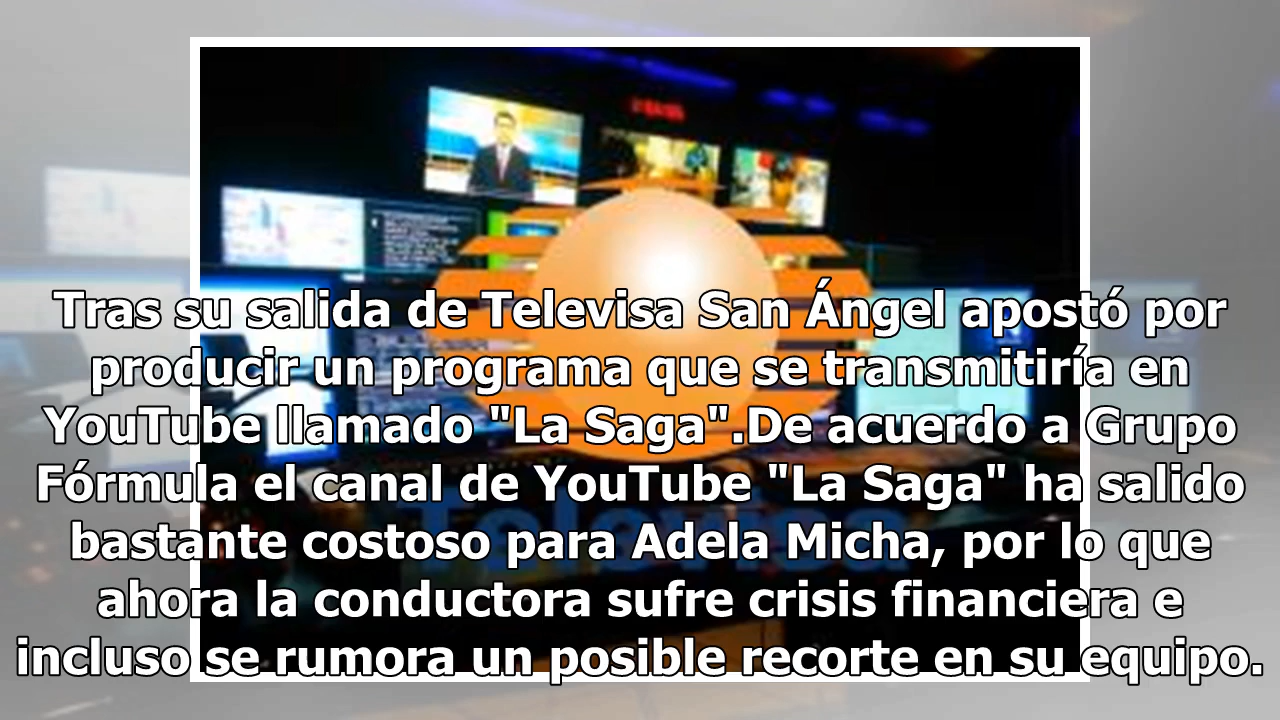 Tras su salida de Televisa San Ángel apostó por
producir un programa que se transmitiría en
YouTube llamado "La Saga".De acuerdo a Grupo
Fórmula el canal de YouTube "La Saga" ha salido
bastante costoso para Adela Micha, por lo que
ahora la conductora sufre crisis financiera e
incluso se rumora un posible recorte en su equipo.
Televisa